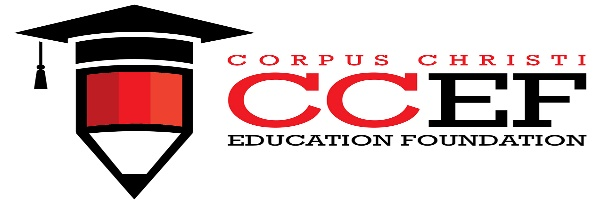 CORPUS CHRISTI
CCEF
EDUCATION FOUNDATION